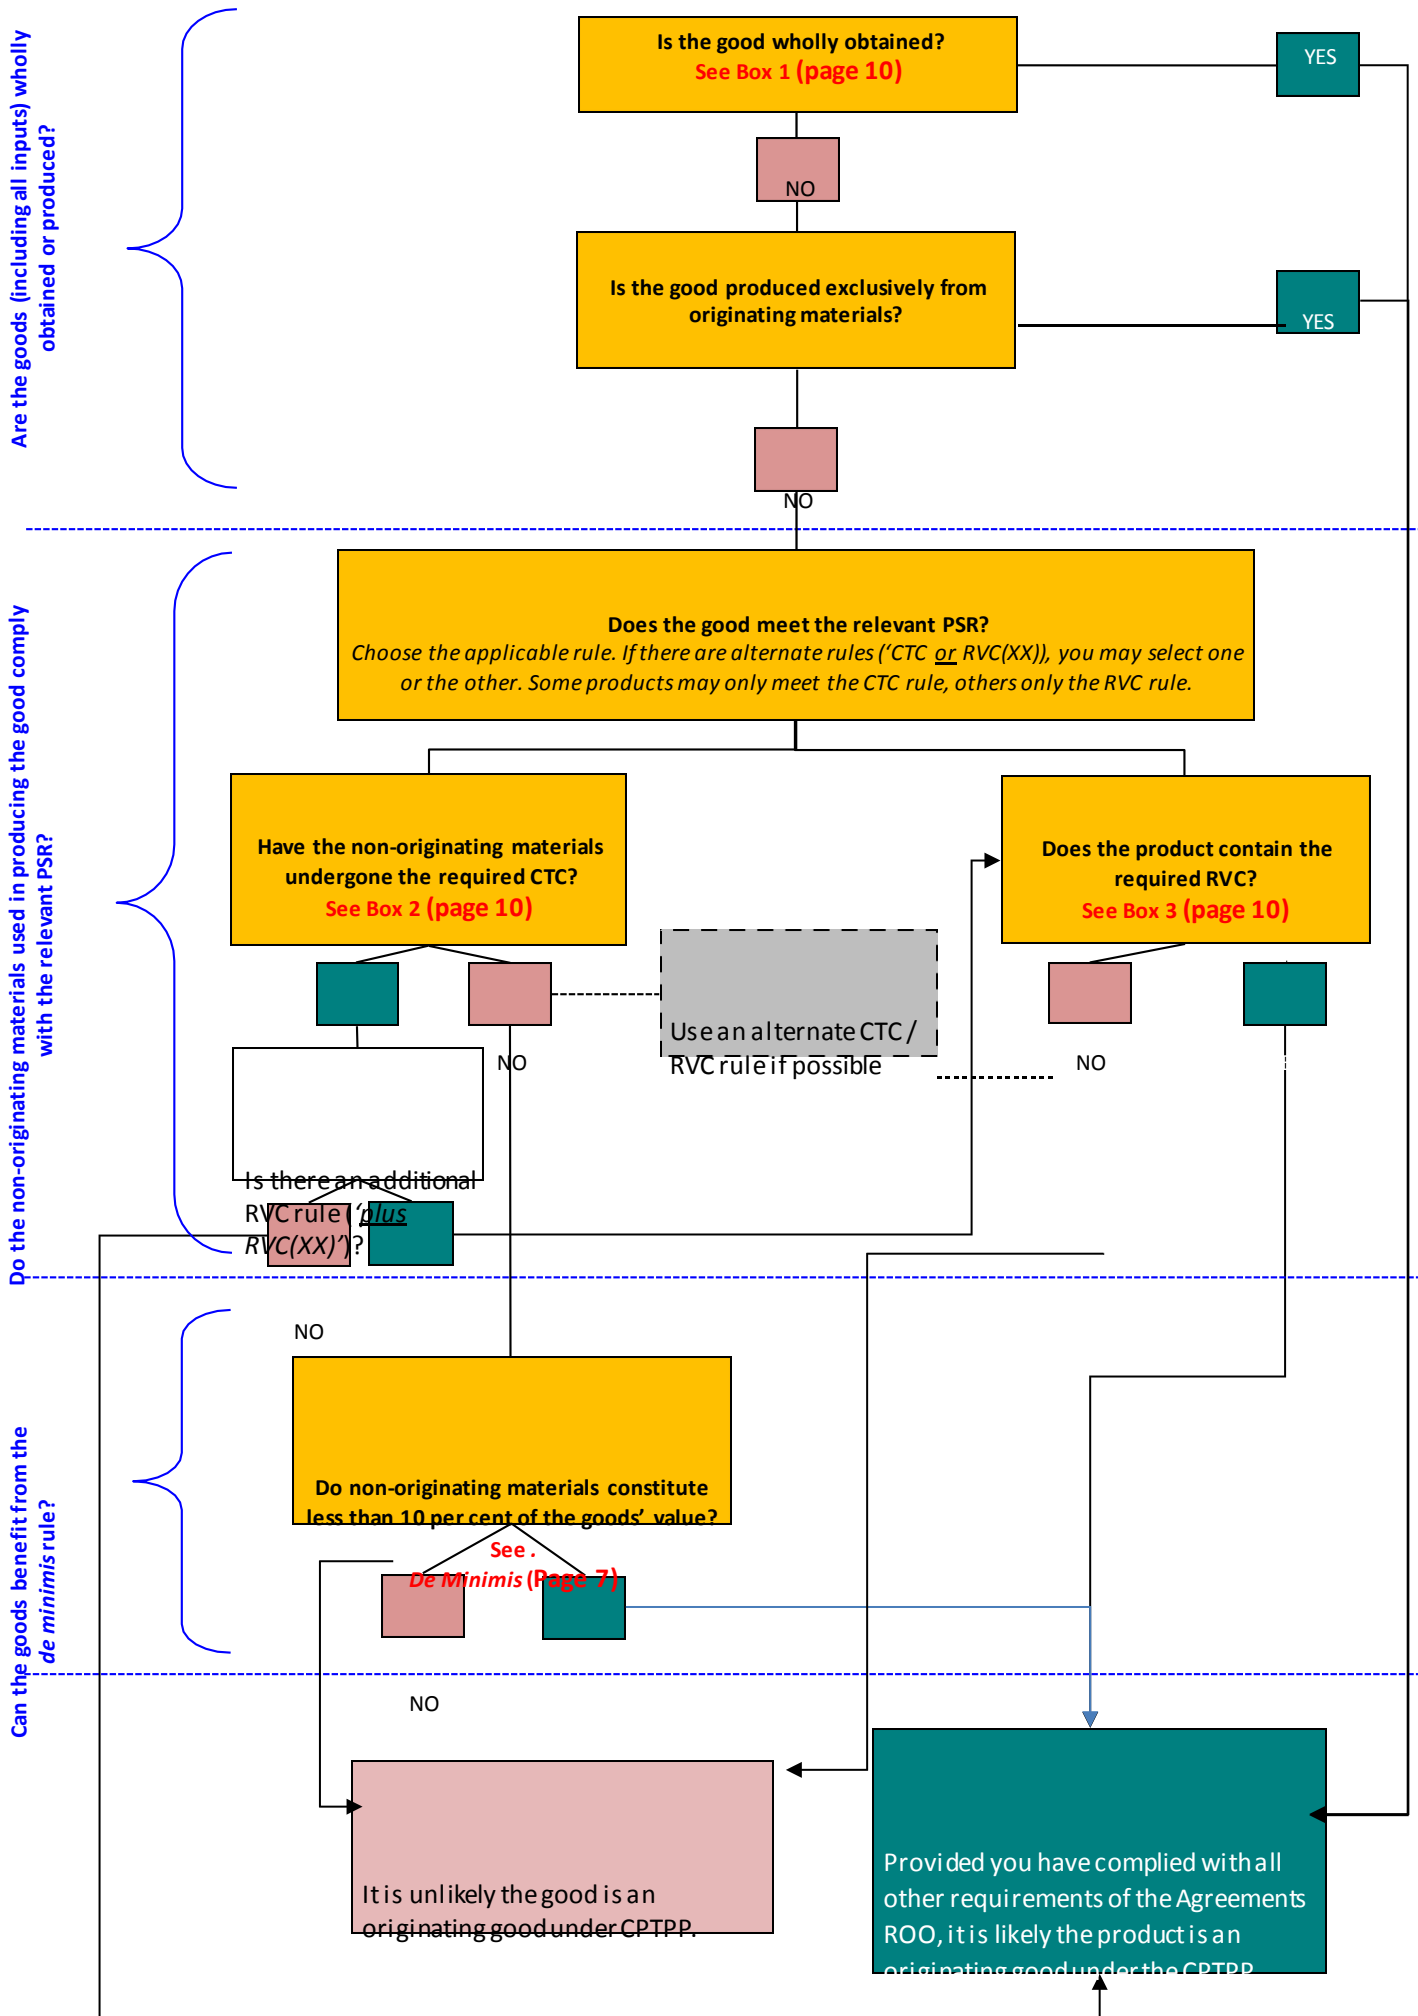 Are the goods (including all inputs) wholly
obtained or produced?
Is the good wholly obtained?
See Box 1 (page 10)
YES
NO
Is the good produced exclusively from
originating materials?
YES
NO
Do the non-originating materials used in producing the good comply
with the relevant PSR?
Does the good meet the relevant PSR?
Choose the applicable rule. If there are alternate rules (‘CTC or RVC(XX)), you may select one
or the other. Some products may only meet the CTC rule, others only the RVC rule.
Have the non-originating materials
undergone the required CTC?
See Box 2 (page 10)
Does the product contain the
required RVC?
See Box 3 (page 10)
Use an alternate CTC /
RVC rule if possible
NO
NO
Is there an additional
RVC rule (‘plus
RVC(XX)’)?
NO
Can the goods benefit from the
de minimis rule?
Do non-originating materials constitute
less than 10 per cent of the goods’ value?
See .
De Minimis (Page 7)
NO
It is unlikely the good is an
originating good under CPTPP.
Provided you have complied with all
other requirements of the Agreements
ROO, it is likely the product is an
originating good under the CPTPP